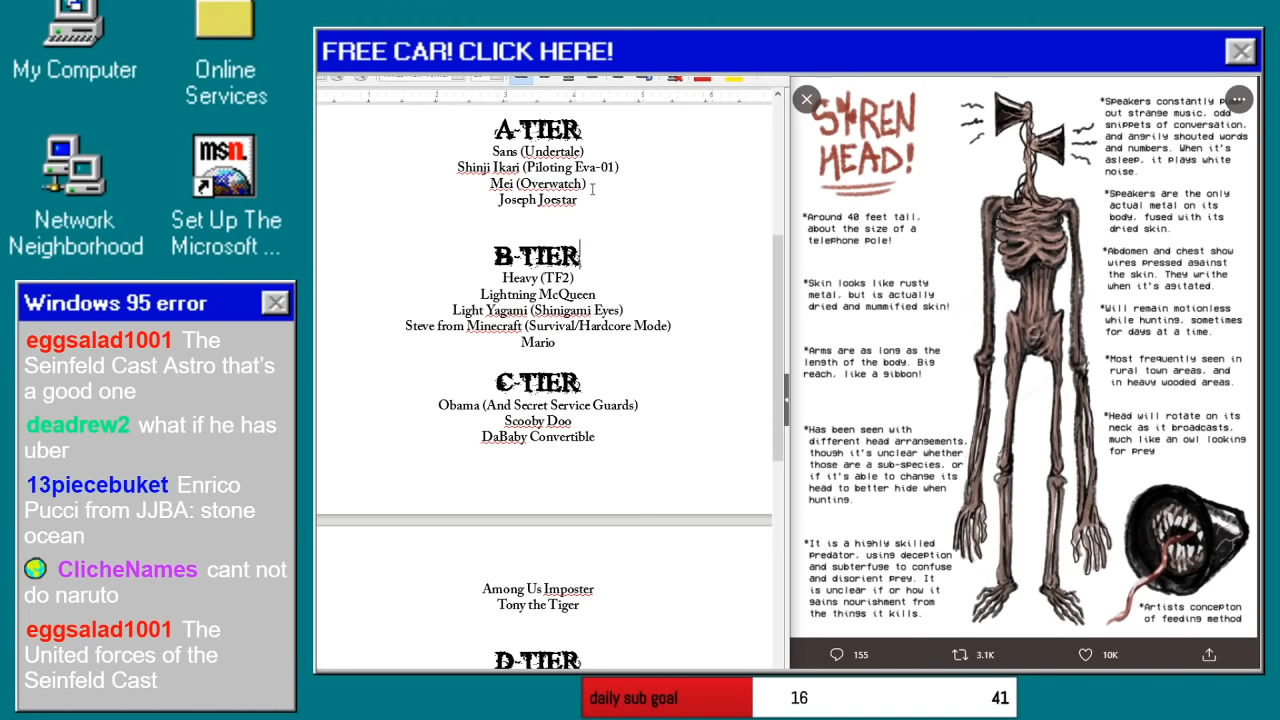 My Computer
Online
Services
Network
Neighborhood
msn.
Set Up The
Microsoft ...
Windows 95 error
eggsalad1001 The
Seinfeld Cast Astro that's
a good one
deadrew2 what if he has
uber
13piecebuket Enrico
Pucci from JJBA: stone
ocean
ClicheNames cant not
do naruto
eggsalad1001 The
United forces of the
Seinfeld Cast
FREE CAR! CLICK HERE!
A-TIER
Sans (Undertale)
Shinji Ikari (Piloting Eva-01)
Mei (Overwatch)
Joseph Joestar
B-TIER
Heavy (TF2)
Lightning McQueen
Light Yagami (Shinigami Eyes)
Steve from Minecraft (Survival/Hardcore Mode)
Mario
C-TIER
Obama (And Secret Service Guards)
Scooby Doo
DaBaby Convertible
Among Us Imposter
Tony the Tiger
D-TIER
SIREN
HEAD!
*Around 40 feet tall,
about the size of a
telephone pole!
*Skin looks like rusty
metal, but is actually
dried and mummified skin!
*Arms are as long as the
length of the body. Big
reach, like a gibbon!
*Has been seen with
different head arrangements,
though it's unclear whether
those are a sub-species, or
if it's able to change its
head to better hide when
hunting.
*It is a highly skilled
predator, using deception
and subterfuge to confuse
and disorient prey. It
is unclear if or how it
gains nourishment from
the things it kills.
*Speakers constantly
out strange music, odd
snippets of conversation,
and angrily shouted words
and numbers. When it's
asleep, it plays white
noise.
*Speakers are the only
actual metal on its
body, fused with its
dried skin.
*Abdomen and chest show
wires pressed against
the skin. They writhe
when it's agitated.
*Will remain motionless
while hunting, sometimes
for days at a time.
*Most frequently seen in
rural town areas, and
in heavy wooded areas.
*Head will rotate on its
neck as it broadcasts,
much like an owl looking
for prey
*Artists concepton
of feeding method
155
3.1K
10K
daily sub goal
16
41